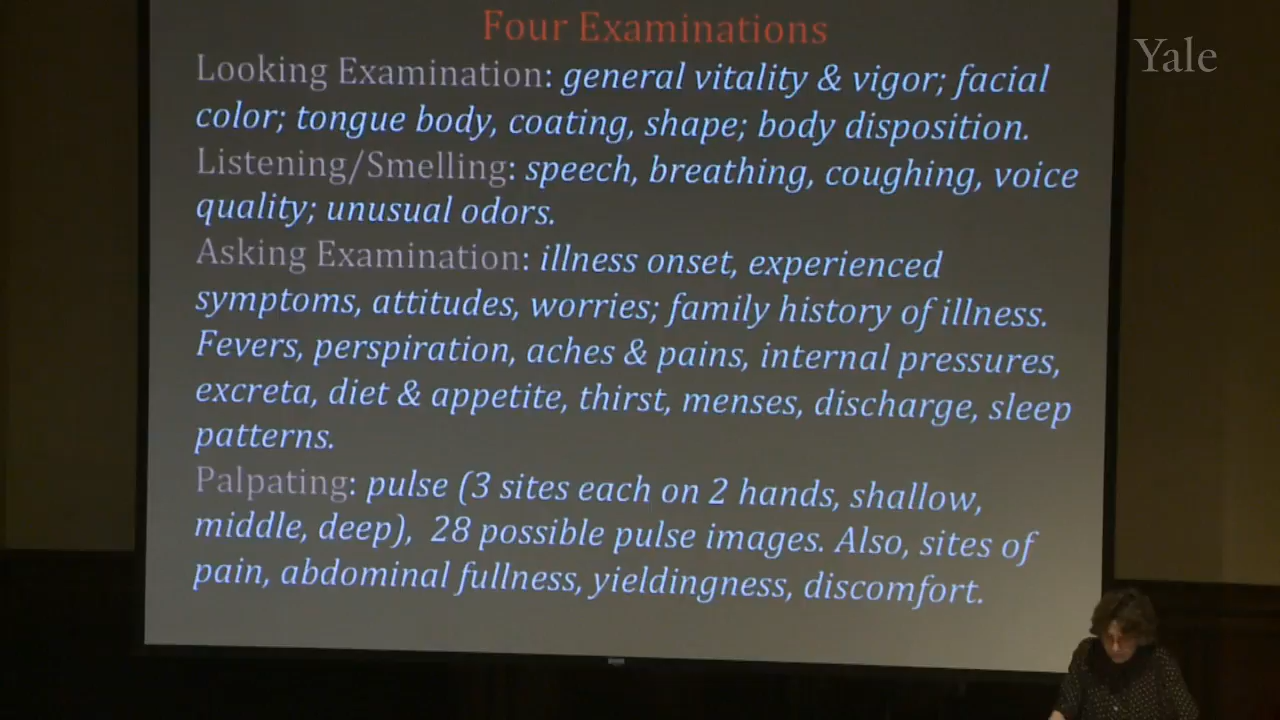 Four Examinations
Yale
Looking Examination: general vitality & vigor; facial
color; tongue body, coating, shape; body disposition.
Listening/Smelling: speech, breathing, coughing, voice
quality; unusual odors.
Asking Examination: illness onset, experienced
symptoms, attitudes, worries; family history of illness.
Fevers, perspiration, aches & pains, internal pressures,
excreta, diet & appetite, thirst, menses, discharge, sleep
patterns.
Palpating: pulse (3 sites each on 2 hands, shallow,
middle, deep), 28 possible pulse images. Also, sites of
pain, abdominal fullness, yieldingness, discomfort.